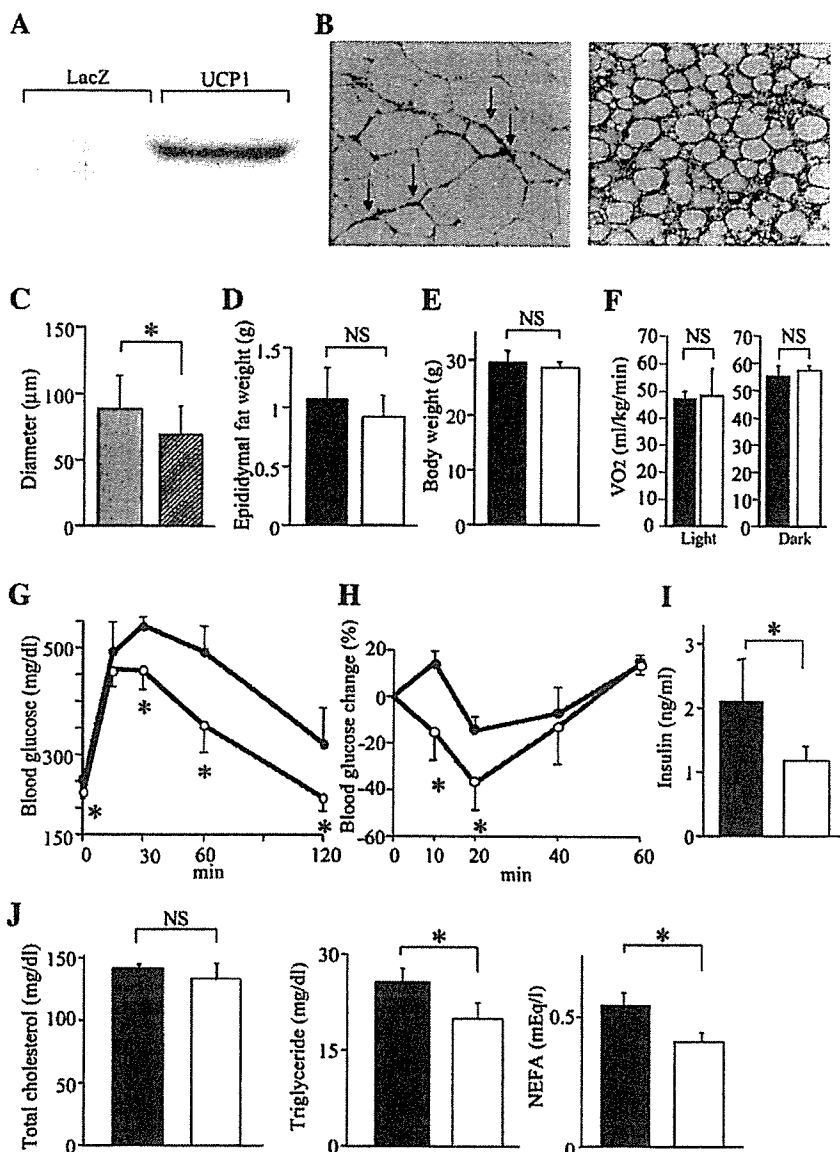 A
LacZ UCP1
B
C
Diameter (µm)
150
100
50
0
*
D
Epididymal fat weight (g)
1.5
1
0.5
0
NS
E
Body weight (g)
30
20
10
0
NS
F
VO2 (ml/kg/min)
70
60
50
40
30
20
10
0
NS
Light
70
60
50
40
30
20
10
0
NS
Dark
G
Blood glucose (mg/dl)
500
300
150
0 30 60 120
min
* * * *
H
Blood glucose change (%)
20
0
-20
-40
-60
0 10 20 40 60
min
* *
I
Insulin (ng/ml)
3
2
1
0
*
J
Total cholesterol (mg/dl)
150
100
50
0
NS
Triglyceride (mg/dl)
30
15
0
*
NEFA (mEq/l)
0.5
0
*